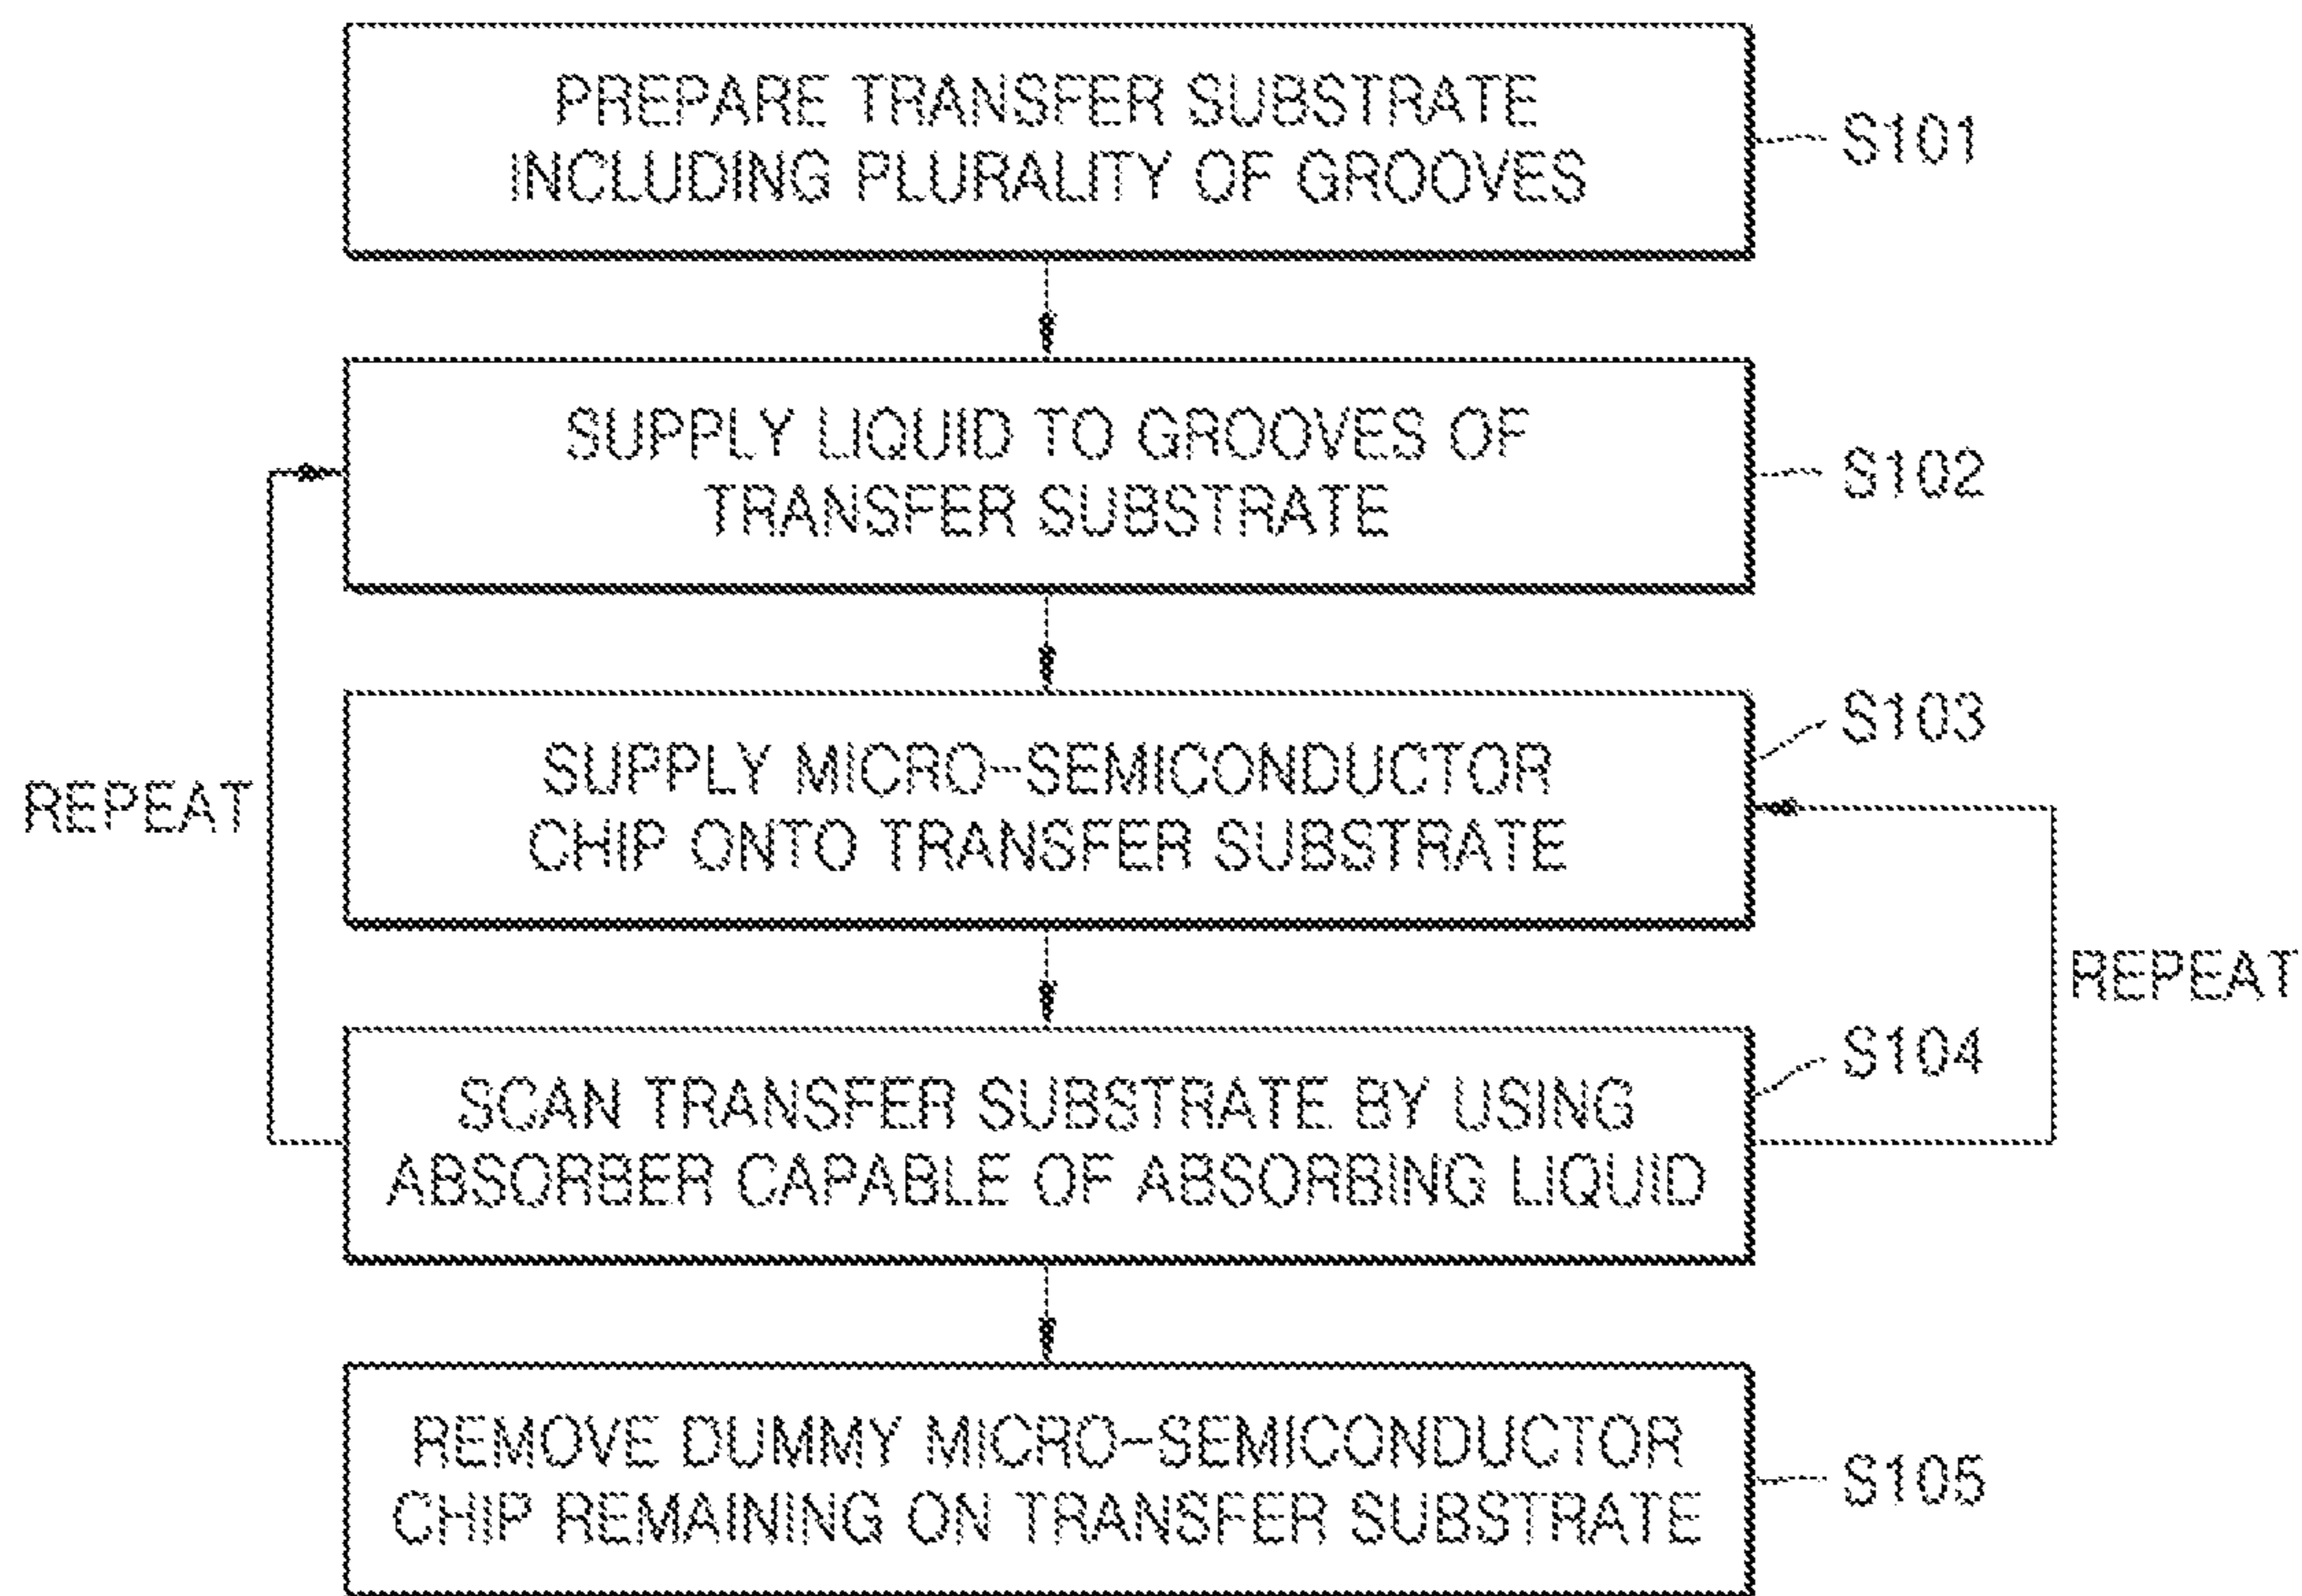 PREPARE TRANSFER SUBSTRATE
INCLUDING PLURALITY OF GROOVES
S101
SUPPLY LIQUID TO GROOVES OF
TRANSFER SUBSTRATE
S102
SUPPLY MICRO-SEMICONDUCTOR
CHIP ONTO TRANSFER SUBSTRATE
S103
REPEAT
REPEAT
SCAN TRANSFER SUBSTRATE BY USING
ABSORBER CAPABLE OF ABSORBING LIQUID
S104
REMOVE DUMMY MICRO-SEMICONDUCTOR
CHIP REMAINING ON TRANSFER SUBSTRATE
S105